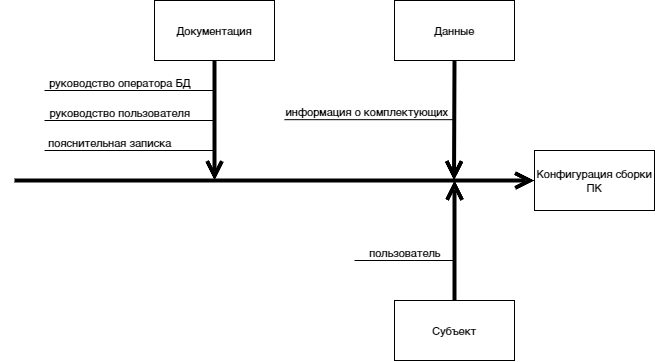 Документация
Данные
руководство оператора БД
руководство пользователя
информация о комплектующих
пояснительная записка
Конфигурация сборки
ПК
пользователь
Субъект